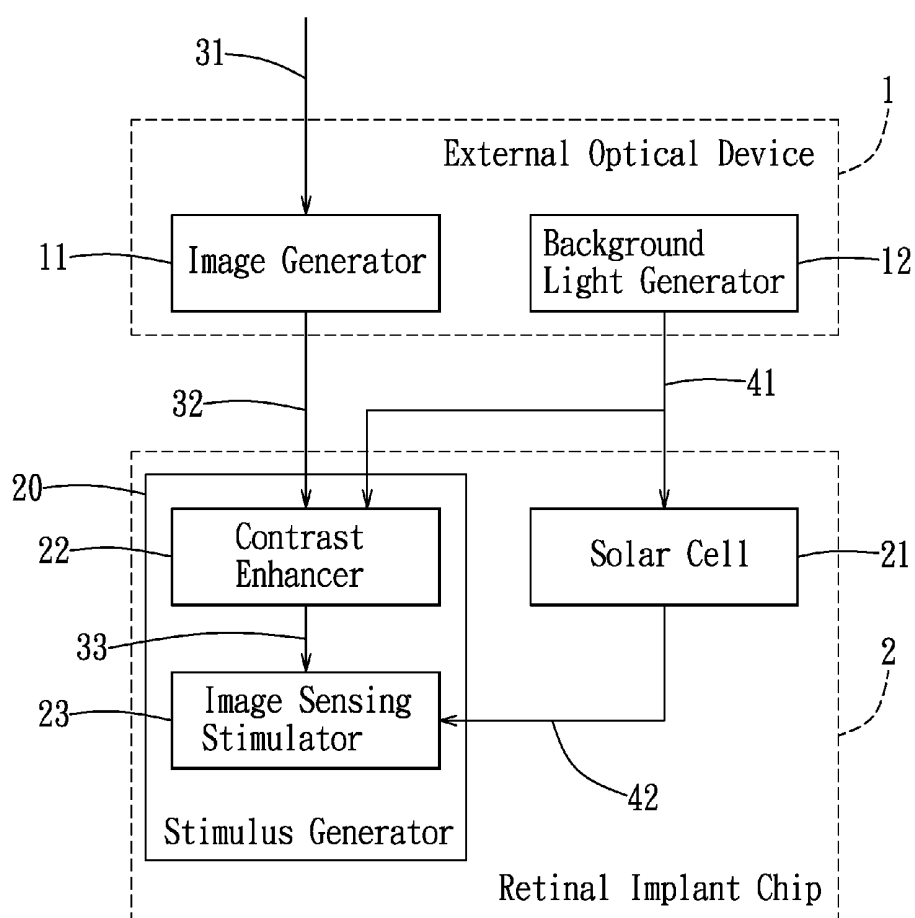 31
1
External Optical Device
11
Image Generator
Background
Light Generator
12
32
41
20
22
Contrast
Enhancer
Solar Cell
21
33
2
23
Image Sensing
Stimulator
42
Stimulus Generator
Retinal Implant Chip